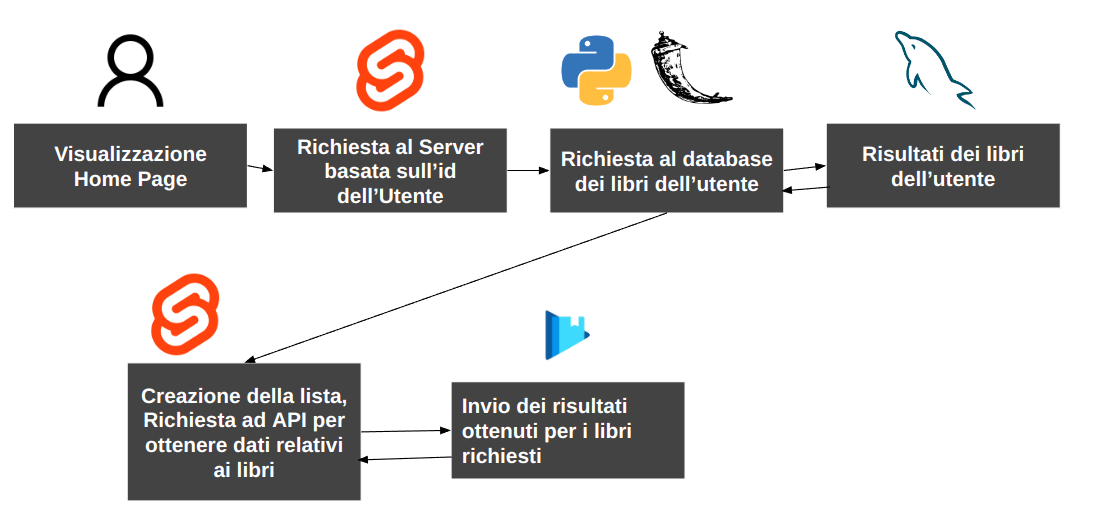 Visualizzazione
Home Page
Richiesta al Server
basata sull’id
dell’Utente
Richiesta al database
dei libri dell’utente
Risultati dei libri
dell’utente
Creazione della lista,
Richiesta ad API per
ottenere dati relativi
ai libri
Invio dei risultati
ottenuti per i libri
richiesti